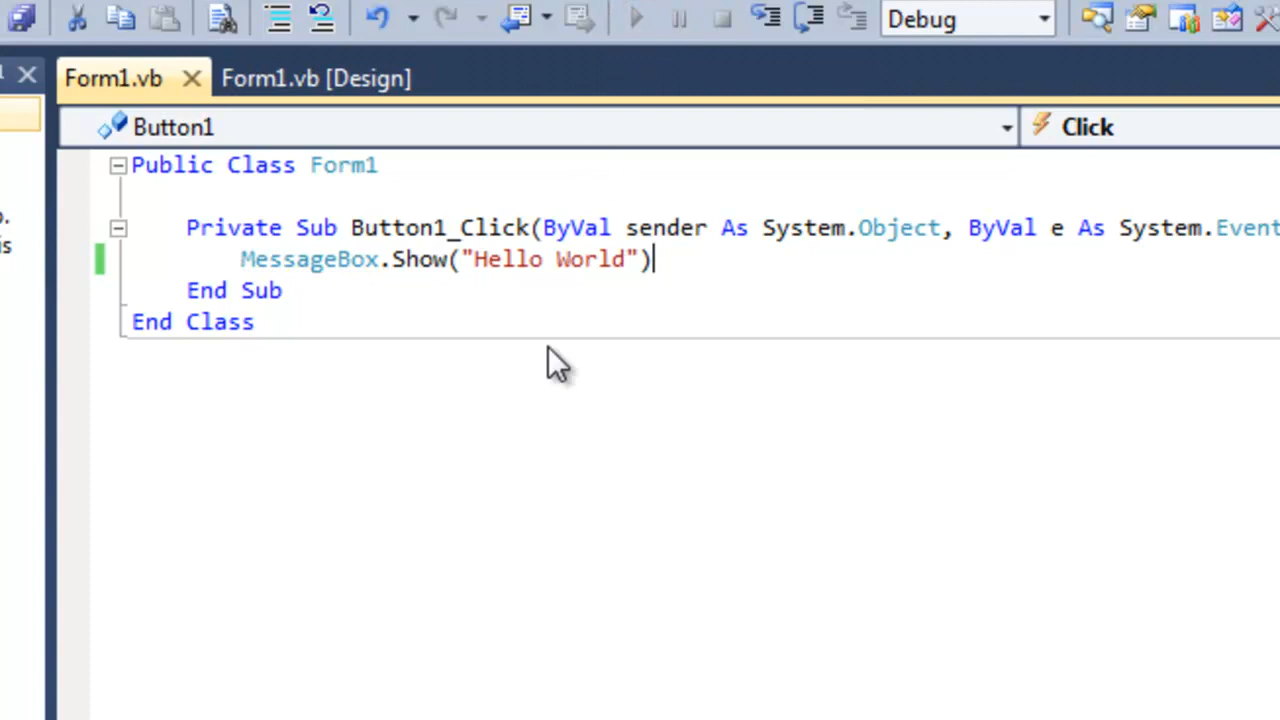 Debug
Form1.vb
Form1.vb [Design]
Button1
Click
Public Class Form1
Private Sub Button1_Click(ByVal sender As System.Object, ByVal e As System.Event
MessageBox.Show("Hello World")
End Sub
End Class